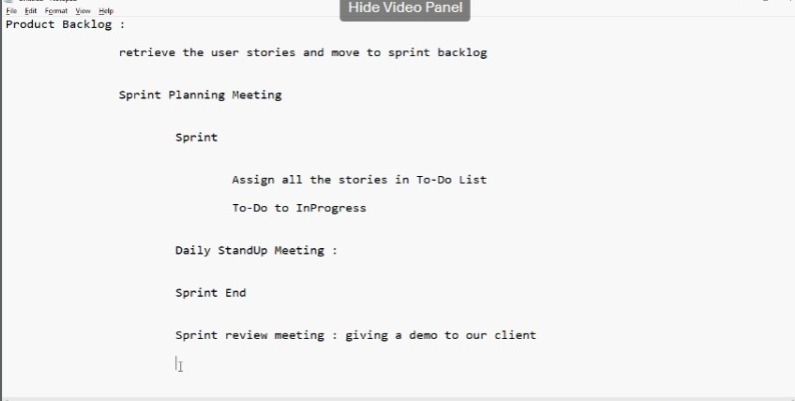 Hide Video Panel
File Edit Format View Help
Product Backlog :
retrieve the user stories and move to sprint backlog
Sprint Planning Meeting
Sprint
Assign all the stories in To-Do List
To-Do to InProgress
Daily StandUp Meeting :
Sprint End
Sprint review meeting : giving a demo to our client